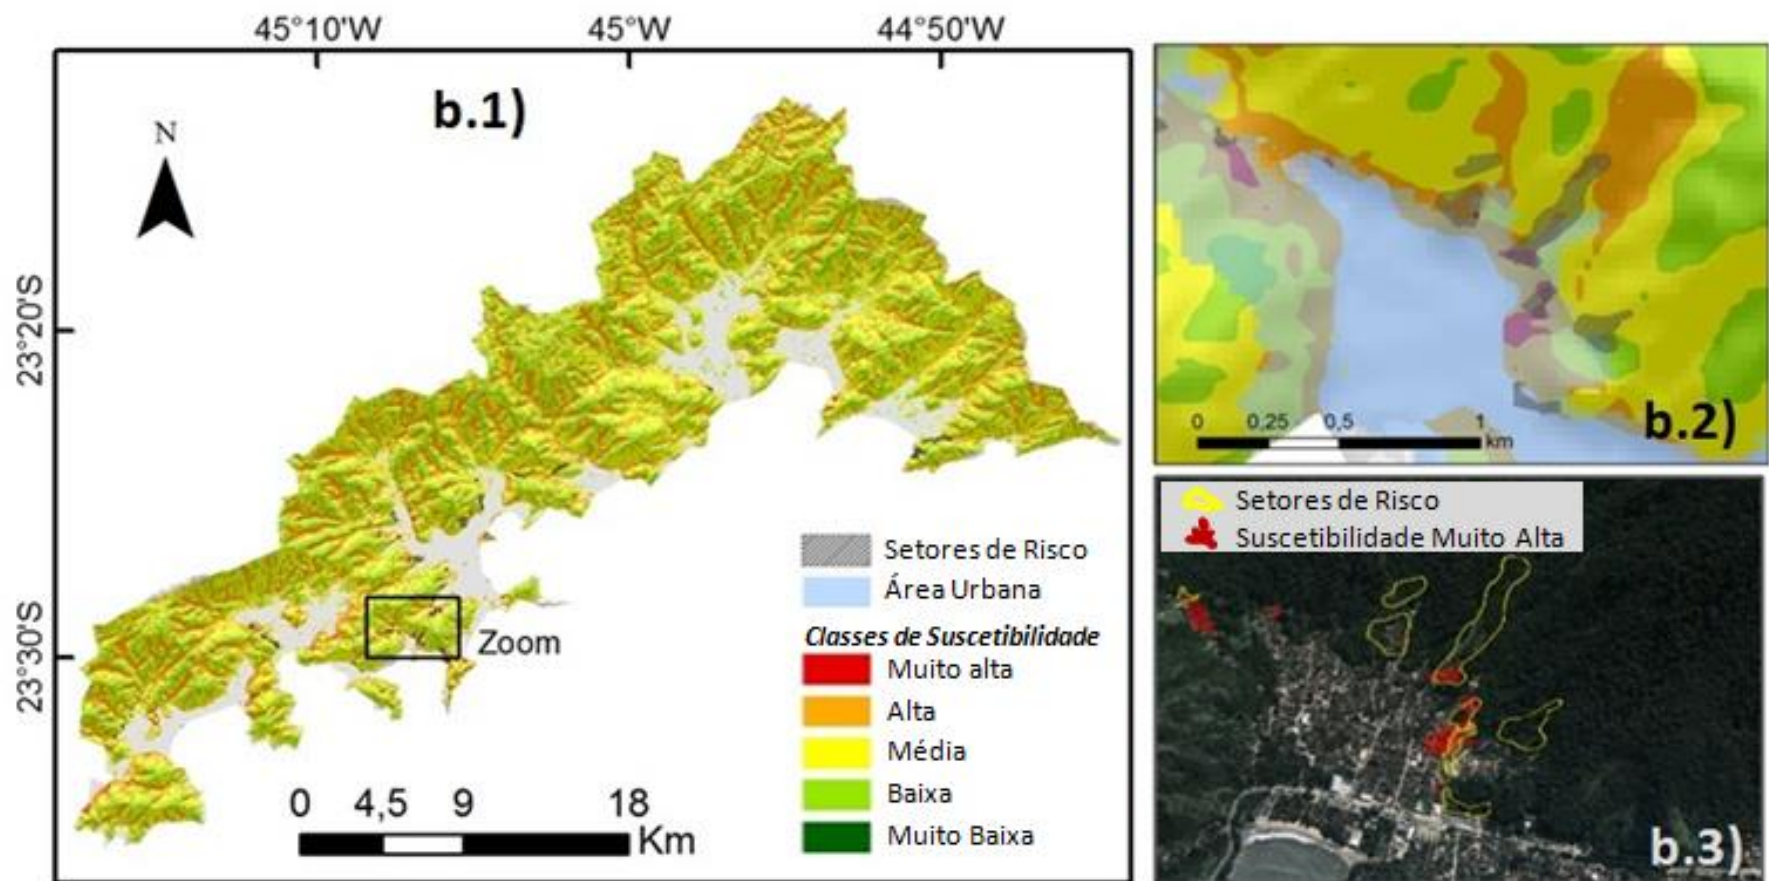 45°10'W 45°W 44°50'W
b.1)
N
23°20'S
23°30'S
Zoom
Setores de Risco
Área Urbana
Classes de Suscetibilidade
Muito alta
Alta
Média
Baixa
Muito Baixa
0 4,5 9 18
Km
0 0,25 0,5 1
km
b.2)
Setores de Risco
Suscetibilidade Muito Alta
b.3)